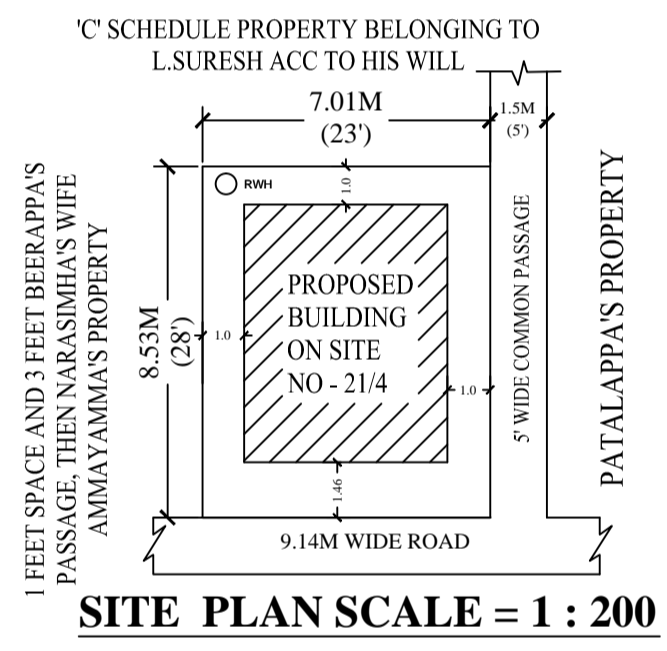 'C' SCHEDULE PROPERTY BELONGING TO
L.SURESH ACC TO HIS WILL
7.01M
(23')
1.5M
(5')
RWH
1.0
1 FEET SPACE AND 3 FEET BEERAPPA'S
PASSAGE, THEN NARASIMHA'S WIFE
AMMAYAMMA'S PROPERTY
8.53M
(28')
1.0
PROPOSED
BUILDING
ON SITE
NO - 21/4
1.0
5' WIDE COMMON PASSAGE
PATALAPPA'S PROPERTY
1.46
9.14M WIDE ROAD
SITE PLAN SCALE = 1 : 200